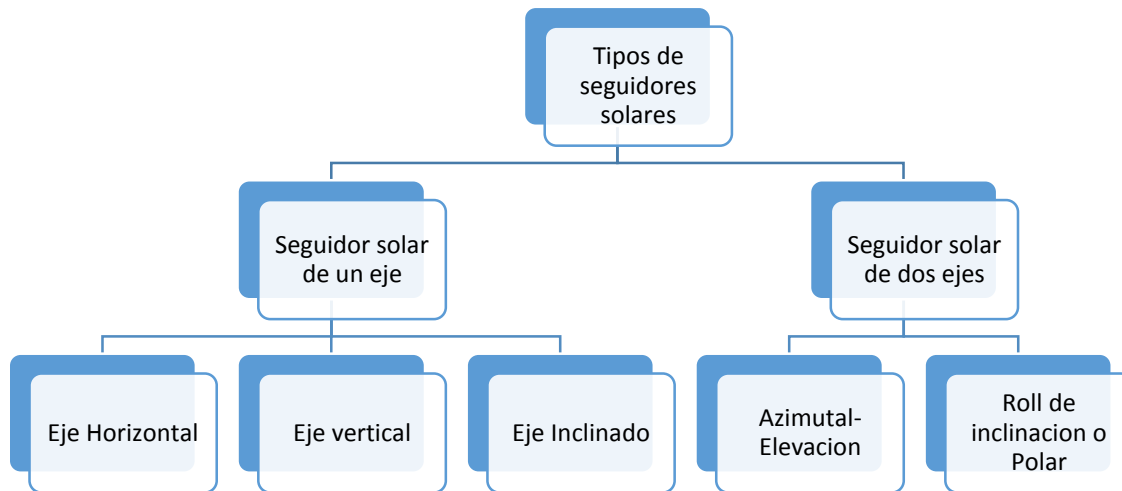 Tipos de
seguidores
solares
Seguidor solar
de un eje
Seguidor solar
de dos ejes
Eje Horizontal
Eje vertical
Eje Inclinado
Azimutal-
Elevacion
Roll de
inclinacion o
Polar